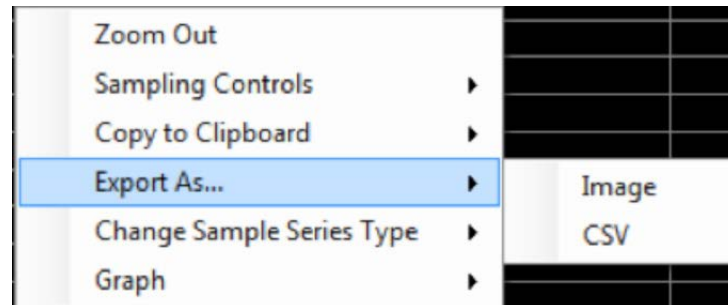 Zoom Out
Sampling Controls
Copy to Clipboard
Export As...
Change Sample Series Type
Graph
Image
CSV